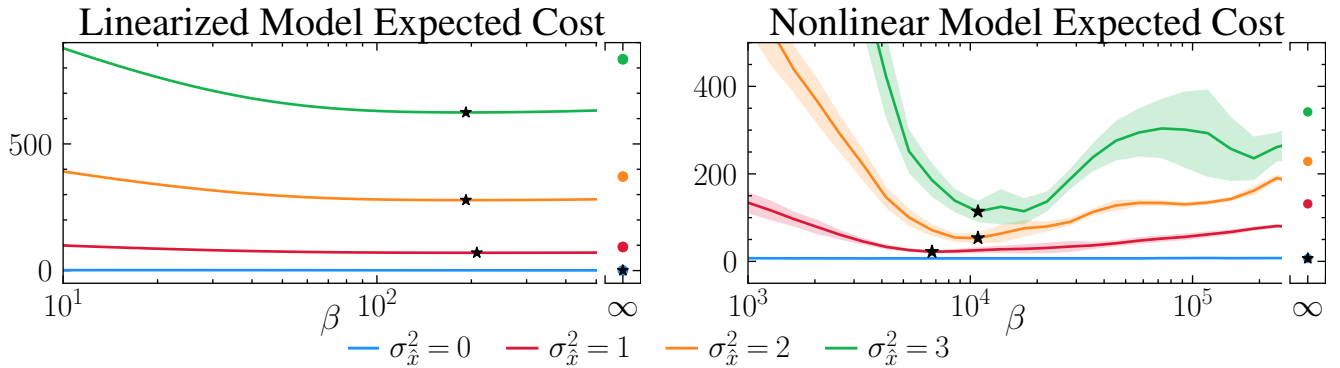 Linearized Model Expected Cost
Nonlinear Model Expected Cost
500
0
10¹
10²
∞
β
400
200
0
10³
10⁴
10⁵
∞
β
σ²_x̂ = 0
σ²_x̂ = 1
σ²_x̂ = 2
σ²_x̂ = 3